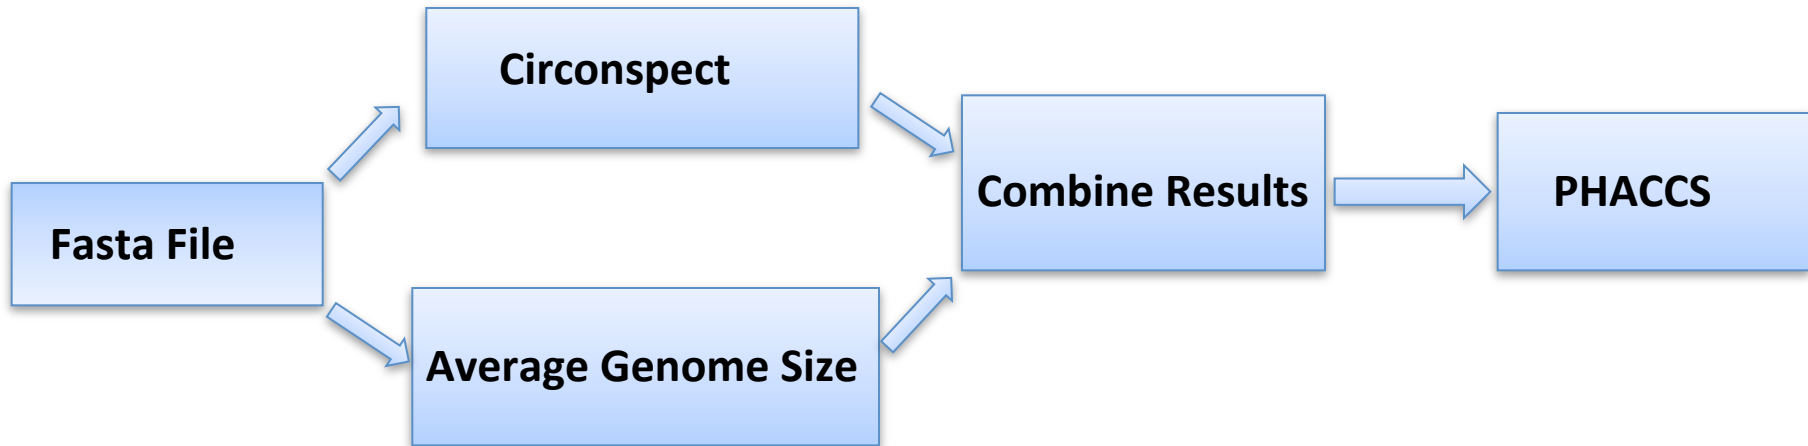 Fasta File
Circonspect
Average Genome Size
Combine Results
PHACCS